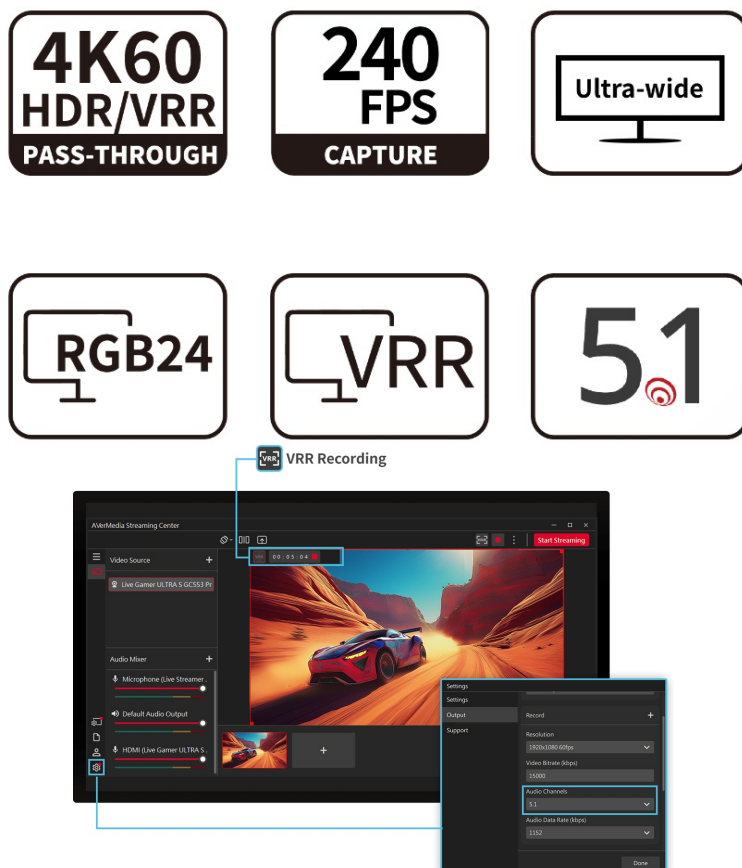 4K60
HDR/VRR
PASS-THROUGH
240
FPS
CAPTURE
Ultra-wide
RGB24
VRR
5.1
VRR
VRR Recording
AVerMedia Streaming Center
Start Streaming
Video Source
+
00:05:04
Live Gamer ULTRA S GC553 Pr
Audio Mixer
+
Microphone (Live Streamer .
Default Audio Output
HDMI (Live Gamer ULTRA S .
+
Settings
Settings
Output
Support
Record
+
Resolution
1920x1080 60fps
Video Bitrate (kbps)
15000
Audio Channels
5.1
Audio Data Rate (kbps)
1152
Done